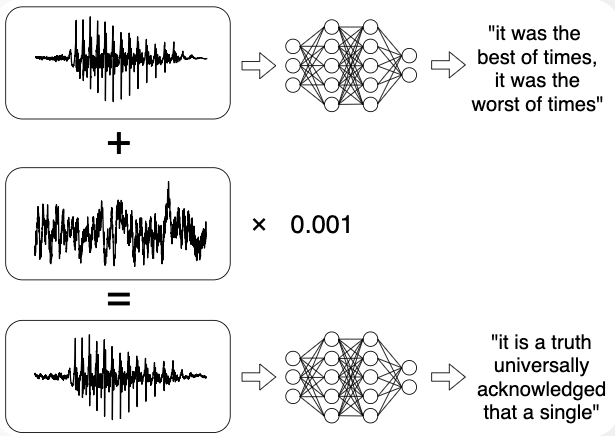 "it was the
best of times,
it was the
worst of times"
+
× 0.001
=
"it is a truth
universally
acknowledged
that a single"